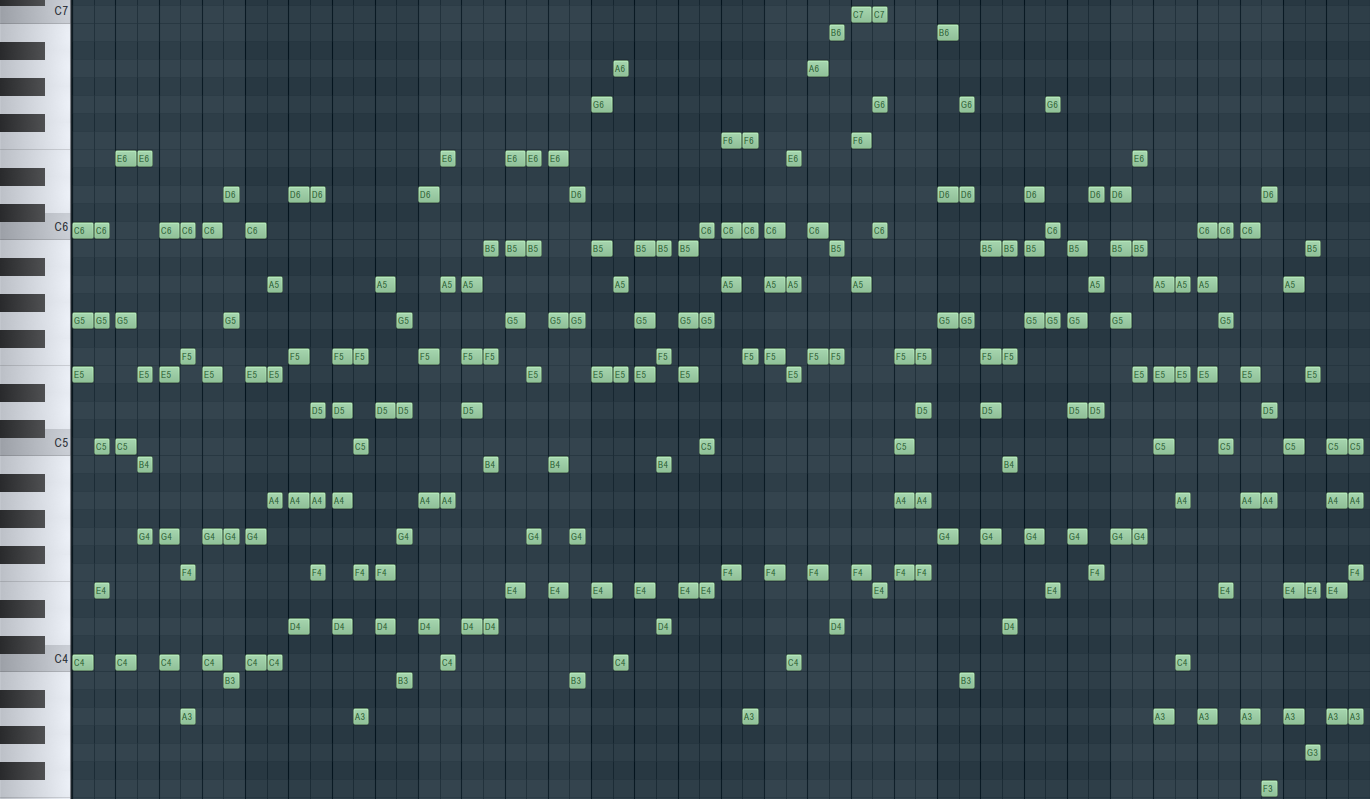 C7 C7 C7
B6 B6
A6 A6
G6 G6 G6 G6
F6 F6 F6
E6 E6 E6 E6 E6 E6 E6 E6
D6 D6 D6 D6 D6 D6 D6 D6 D6 D6 D6
C6 C6 C6 C6 C6 C6 C6 C6 C6 C6 C6 C6 C6 C6 C6 C6 C6
B5 B5 B5 B5 B5 B5 B5 B5 B5 B5 B5 B5 B5 B5 B5
A5 A5 A5 A5 A5 A5 A5 A5 A5 A5 A5 A5 A5 A5
G5 G5 G5 G5 G5 G5 G5 G5 G5 G5 G5 G5 G5 G5 G5 G5 G5 G5 G5 G5
F5 F5 F5 F5 F5 F5 F5 F5 F5 F5 F5 F5 F5 F5 F5 F5 F5
E5 E5 E5 E5 E5 E5 E5 E5 E5 E5 E5 E5 E5 E5 E5 E5 E5 E5
D5 D5 D5 D5 D5 D5 D5 D5 D5 D5
C5 C5 C5 C5 C5 C5 C5 C5 C5 C5 C5
B4 B4 B4 B4 B4
A4 A4 A4 A4 A4 A4 A4 A4 A4 A4 A4 A4 A4
G4 G4 G4 G4 G4 G4 G4 G4 G4 G4 G4 G4 G4 G4
F4 F4 F4 F4 F4 F4 F4 F4 F4 F4 F4 F4
E4 E4 E4 E4 E4 E4 E4 E4 E4 E4 E4 E4 E4
D4 D4 D4 D4 D4 D4 D4 D4 D4
C4 C4 C4 C4 C4 C4 C4 C4 C4 C4 C4
B3 B3 B3 B3
A3 A3 A3 A3 A3 A3 A3 A3 A3
G3
F3